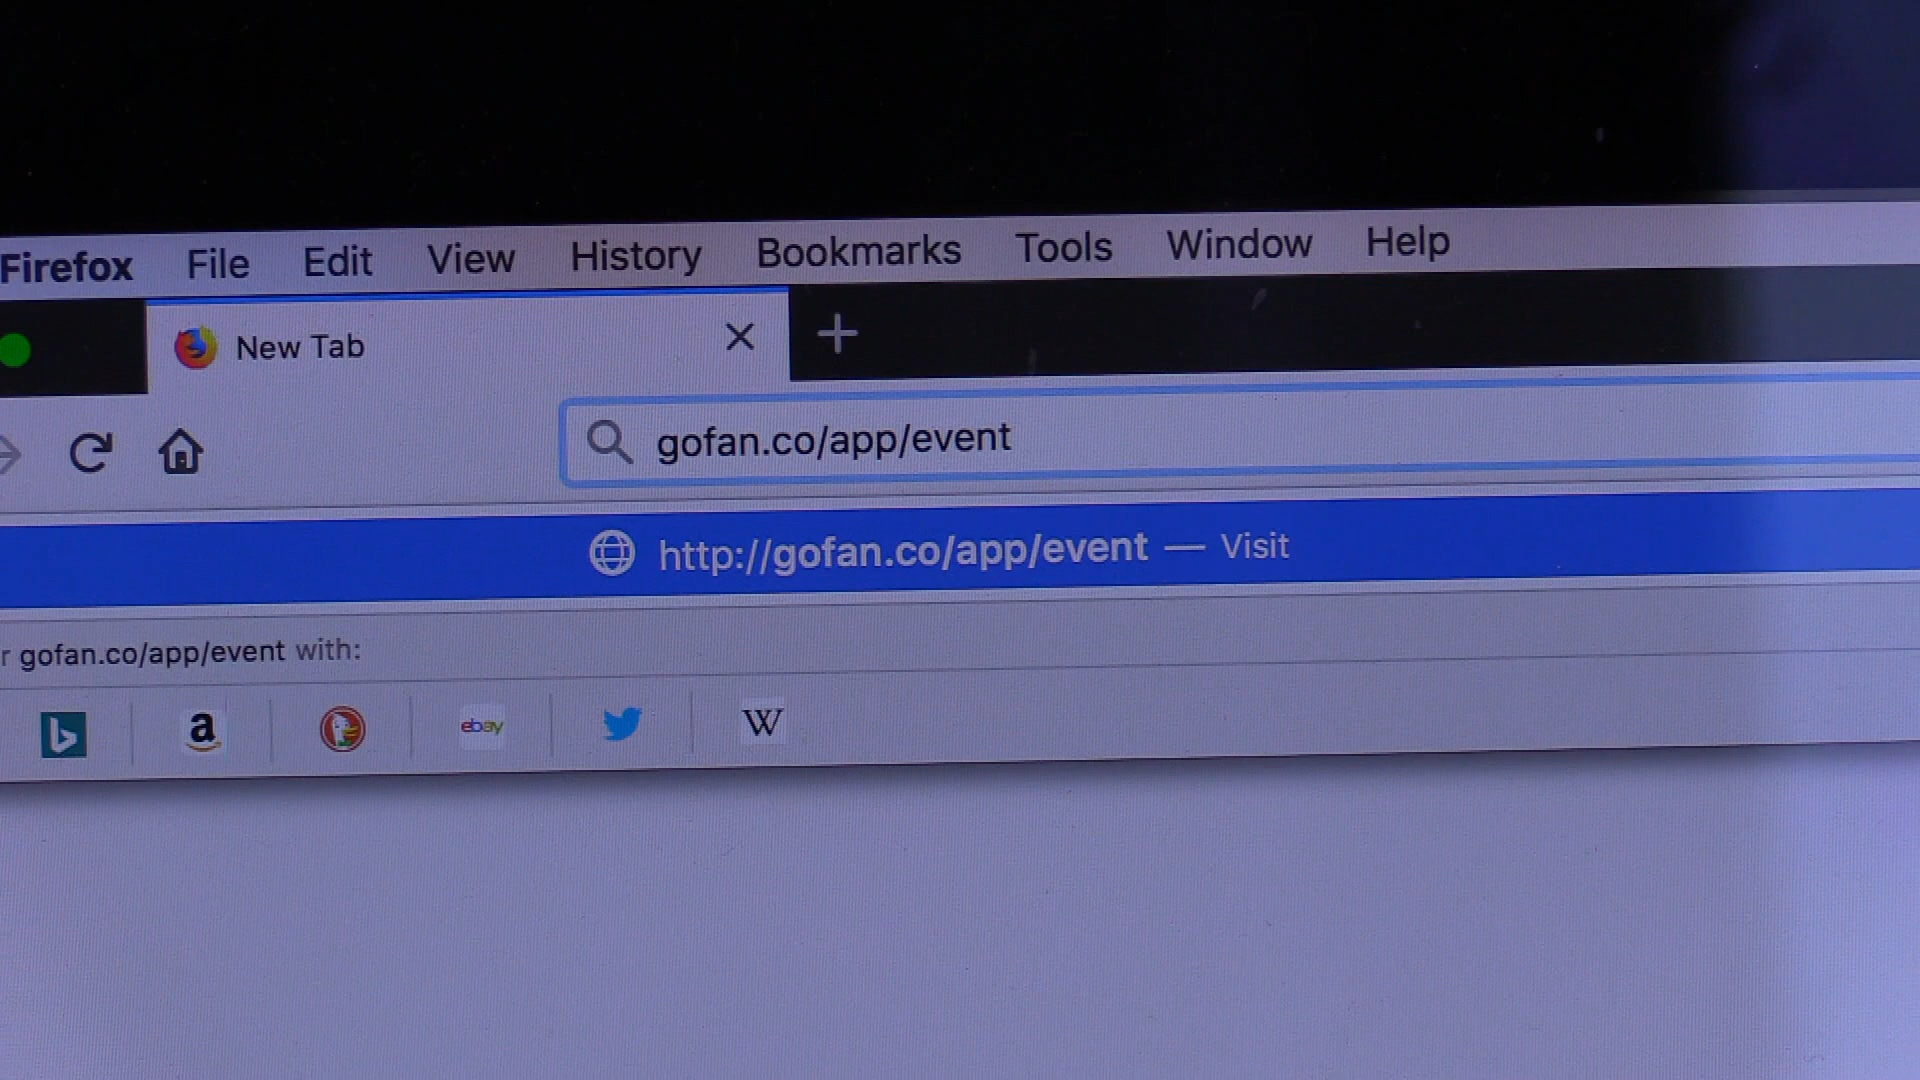 Firefox File Edit View History Bookmarks Tools Window Help
New Tab
gofan.co/app/event
http://gofan.co/app/event — Visit
r gofan.co/app/event with:
b a ebay W